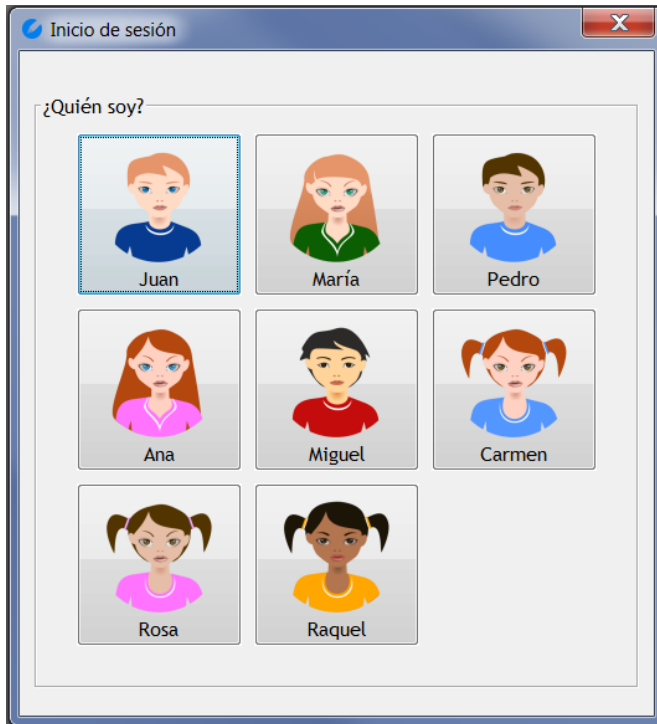 Inicio de sesión
¿Quién soy?
Juan
María
Pedro
Ana
Miguel
Carmen
Rosa
Raquel